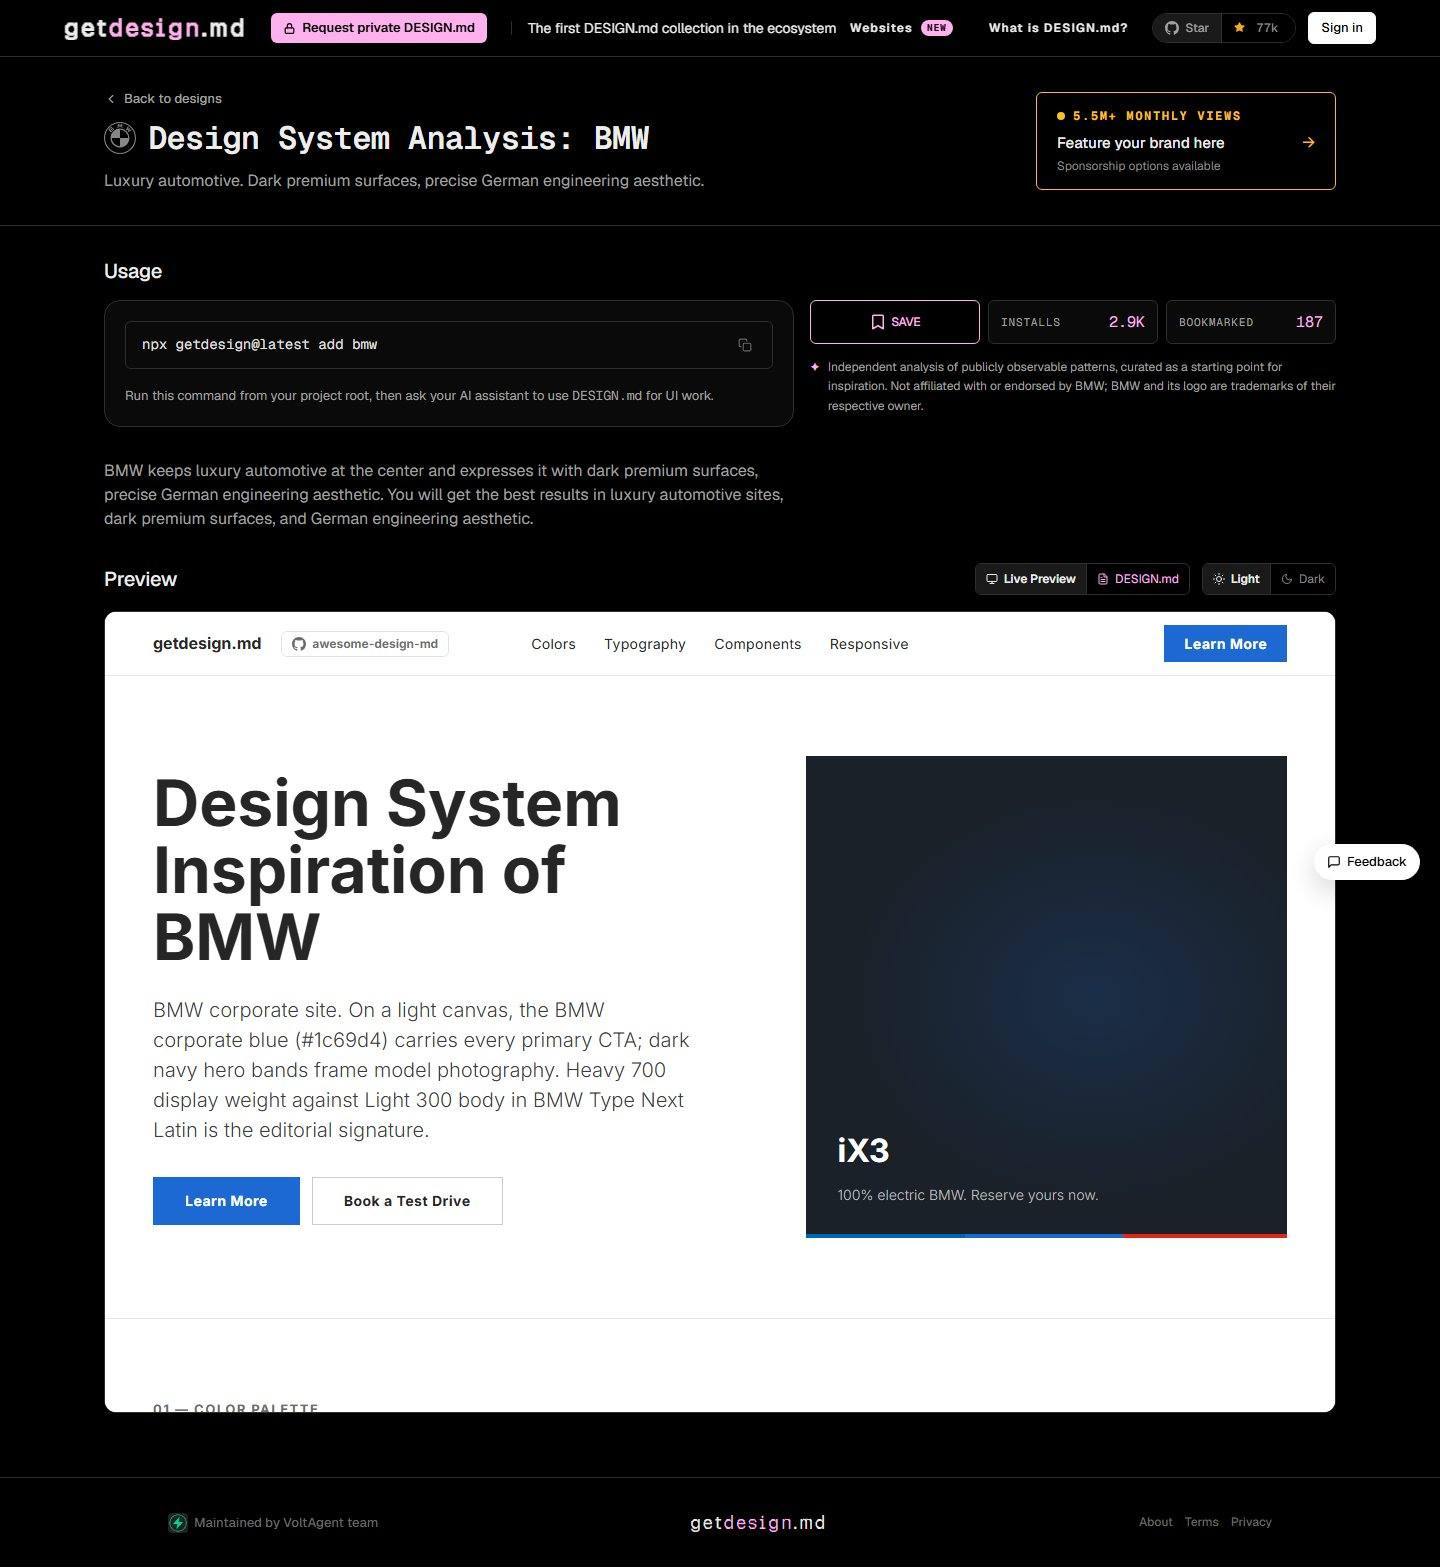 getdesign.md
Request private DESIGN.md
The first DESIGN.md collection in the ecosystem
Websites NEW
What is DESIGN.md?
Star 77k
Sign in
Back to designs
Design System Analysis: BMW
Luxury automotive. Dark premium surfaces, precise German engineering aesthetic.
5.5M+ MONTHLY VIEWS
Feature your brand here
Sponsorship options available
Usage
npx getdesign@latest add bmw
Run this command from your project root, then ask your AI assistant to use DESIGN.md for UI work.
SAVE
INSTALLS 2.9K
BOOKMARKED 187
Independent analysis of publicly observable patterns, curated as a starting point for
inspiration. Not affiliated with or endorsed by BMW; BMW and its logo are trademarks of their
respective owner.
BMW keeps luxury automotive at the center and expresses it with dark premium surfaces,
precise German engineering aesthetic. You will get the best results in luxury automotive sites,
dark premium surfaces, and German engineering aesthetic.
Preview
Live Preview
DESIGN.md
Light
Dark
getdesign.md
awesome-design-md
Colors
Typography
Components
Responsive
Learn More
Design System
Inspiration of
BMW
BMW corporate site. On a light canvas, the BMW
corporate blue (#1c69d4) carries every primary CTA; dark
navy hero bands frame model photography. Heavy 700
display weight against Light 300 body in BMW Type Next
Latin is the editorial signature.
Learn More
Book a Test Drive
iX3
100% electric BMW. Reserve yours now.
Feedback
01 — COLOR PALETTE
Maintained by VoltAgent team
getdesign.md
About
Terms
Privacy